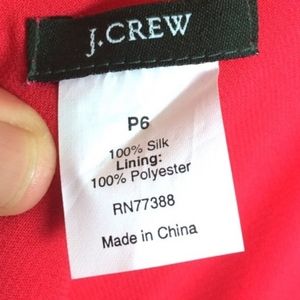 J.CREW
P6
100% Silk
Lining:
100% Polyester
RN77388
Made in China